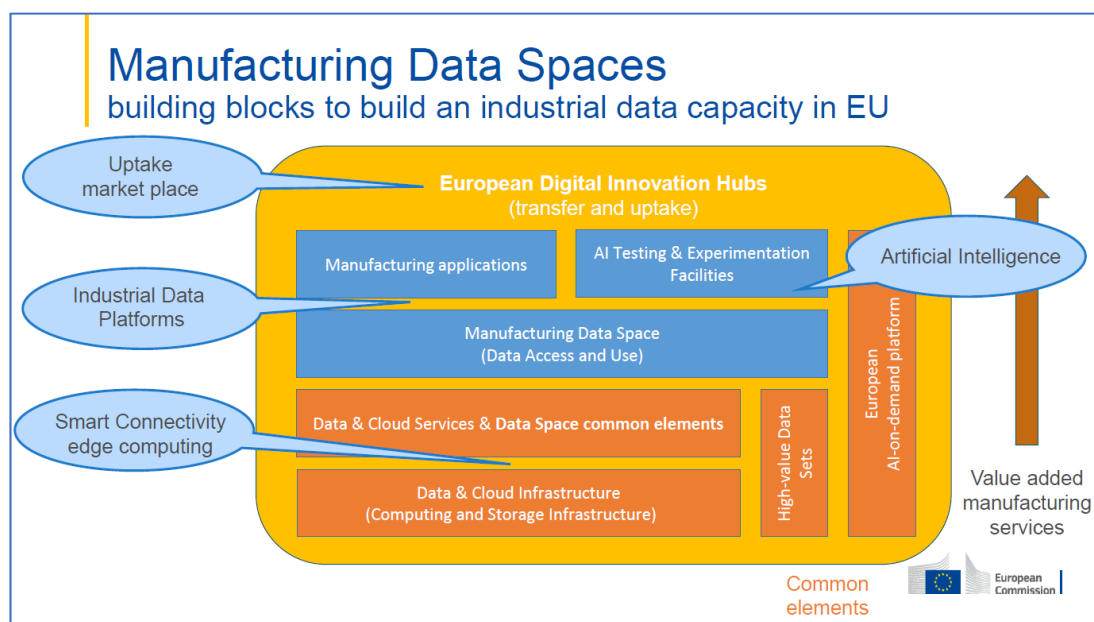 Manufacturing Data Spaces
building blocks to build an industrial data capacity in EU
Uptake
market place
European Digital Innovation Hubs
(transfer and uptake)
Manufacturing applications
AI Testing & Experimentation
Facilities
Artificial Intelligence
Industrial Data
Platforms
Manufacturing Data Space
(Data Access and Use)
European
AI-on-demand platform
Smart Connectivity
edge computing
Data & Cloud Services & Data Space common elements
High-value Data
Sets
Data & Cloud Infrastructure
(Computing and Storage Infrastructure)
Value added
manufacturing
services
Common
elements
European
Commission